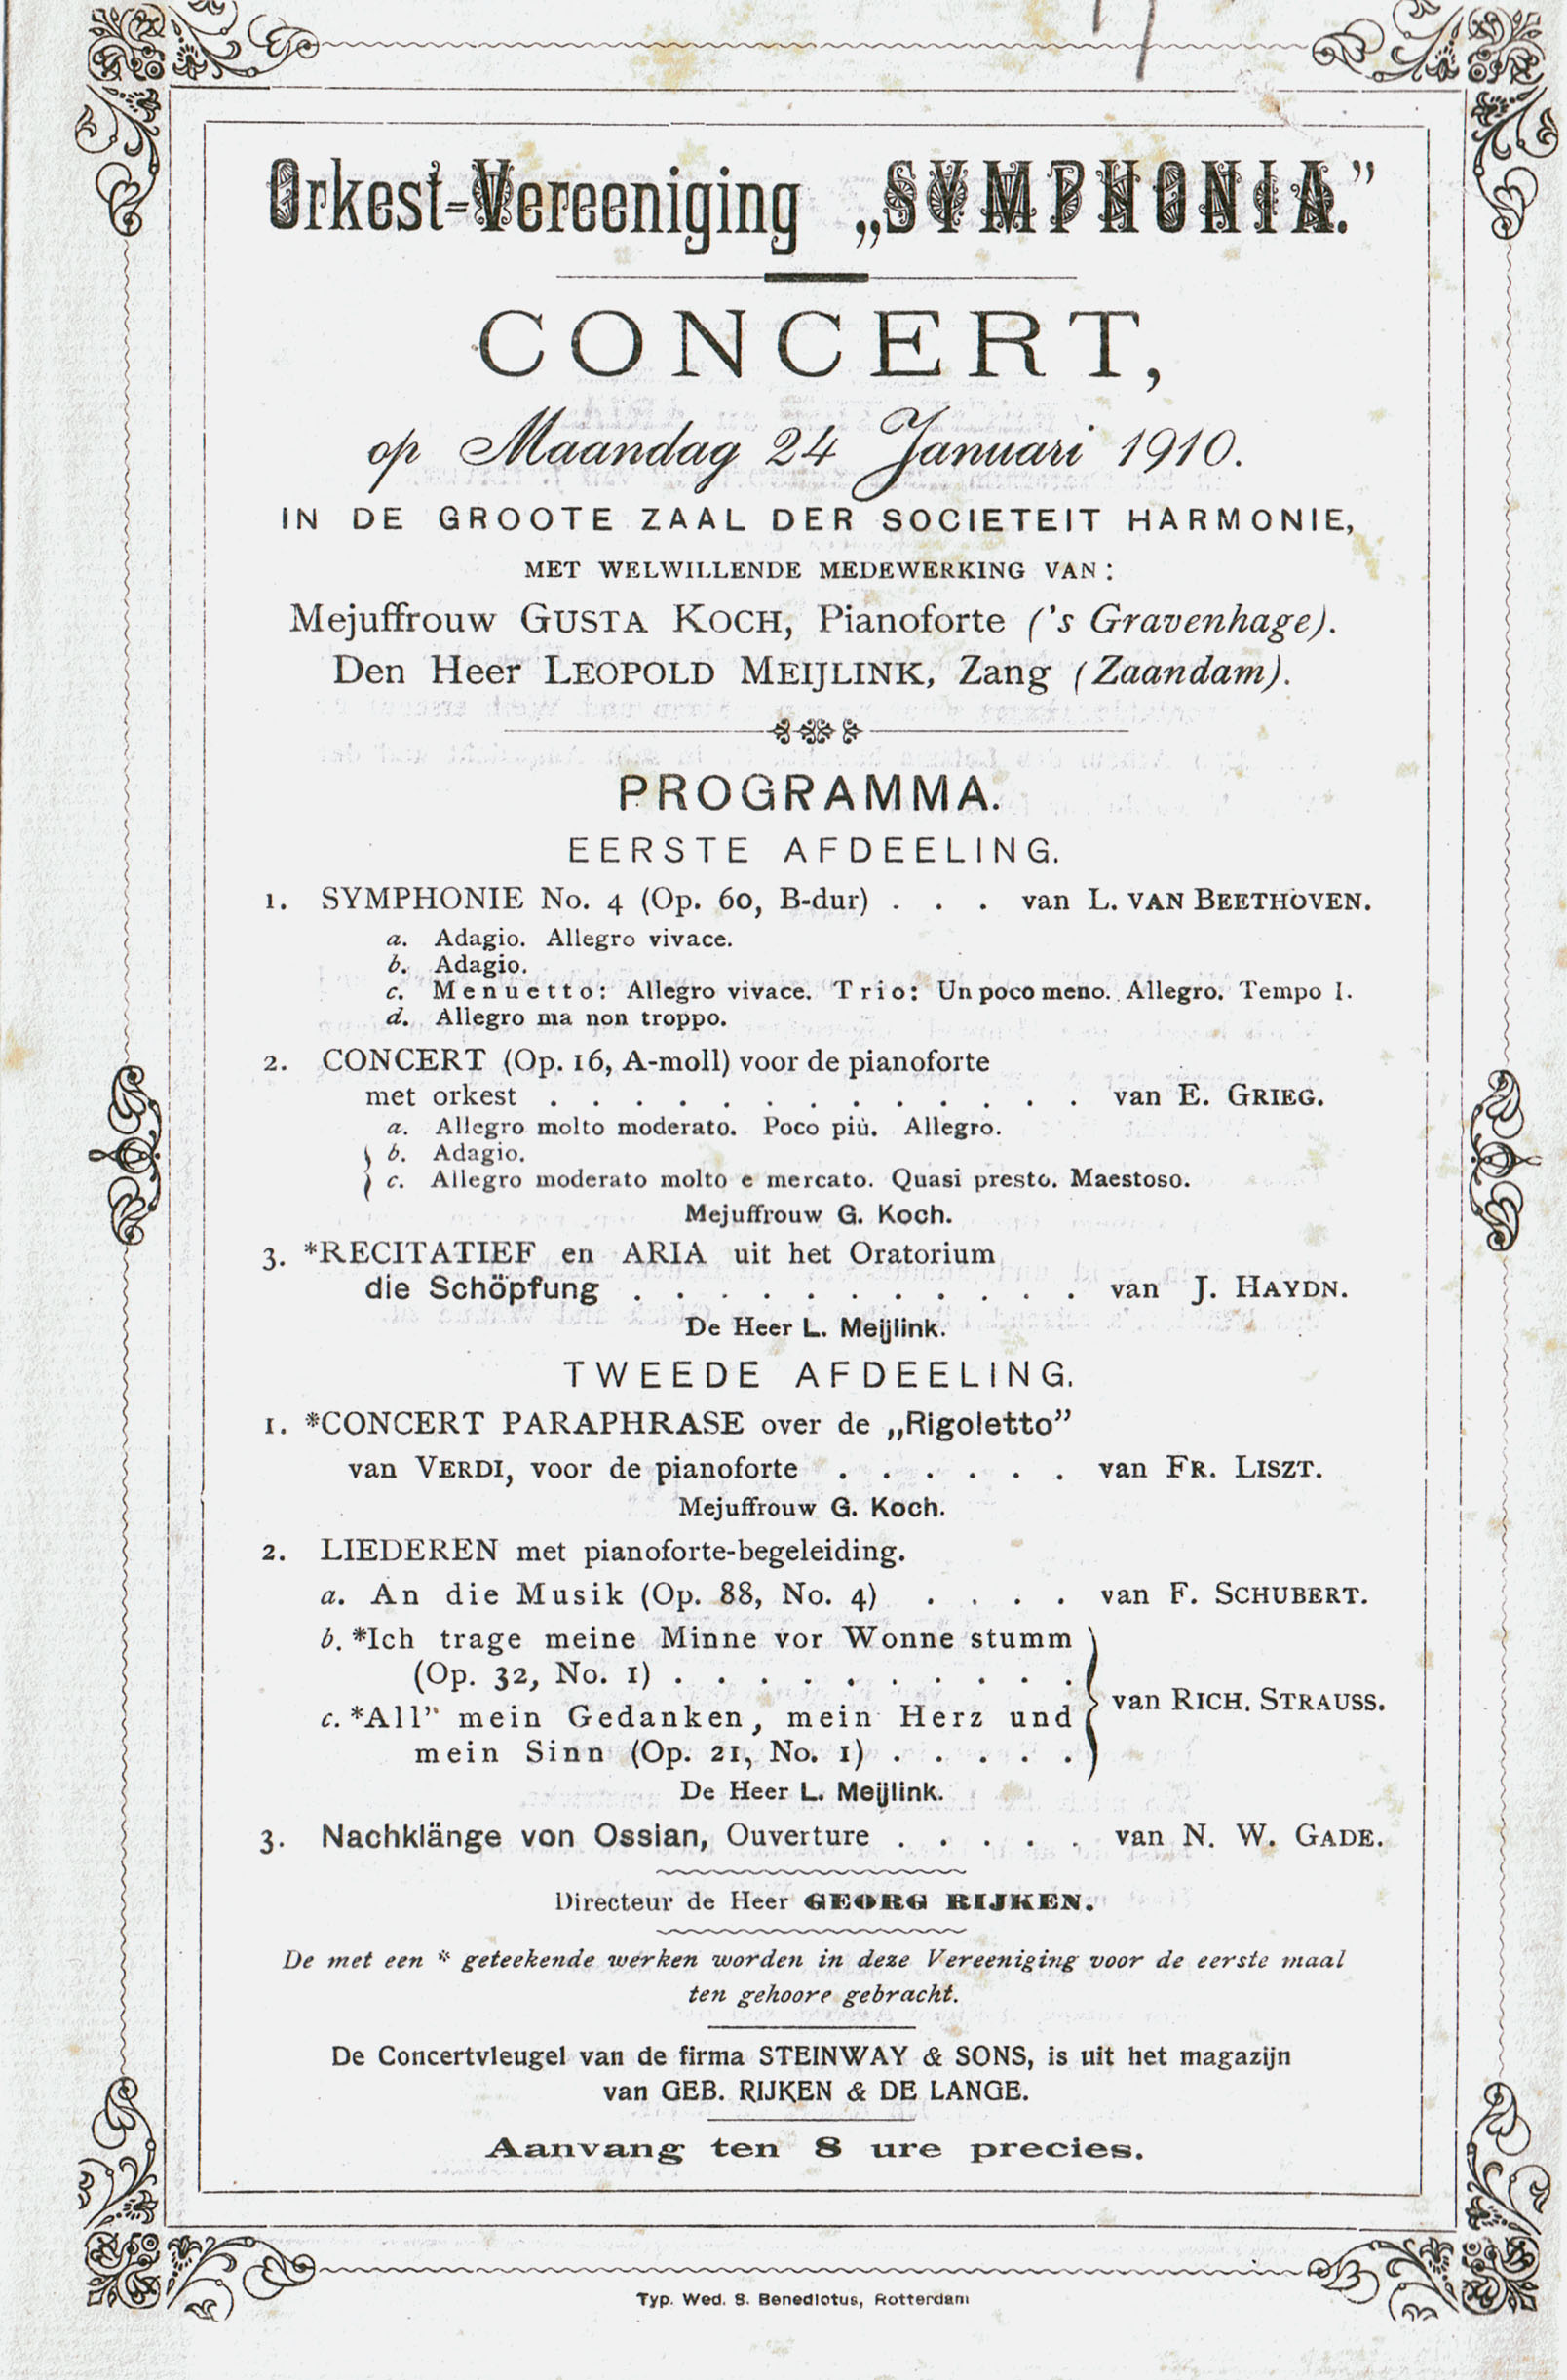 Orkest-Vereeniging „SYMPHONIA.”
CONCERT,
op Maandag 24 Januari 1910.
IN DE GROOTE ZAAL DER SOCIETEIT HARMONIE,
MET WELWILLENDE MEDEWERKING VAN:
Mejuffrouw GUSTA KOCH, Pianoforte ('s Gravenhage).
Den Heer LEOPOLD MEIJLINK, Zang (Zaandam).
PROGRAMMA.
EERSTE AFDEELING.
1. SYMPHONIE No. 4 (Op. 60, B-dur) . . . van L. VAN BEETHOVEN.
a. Adagio. Allegro vivace.
b. Adagio.
c. Menuetto: Allegro vivace. Trio: Un poco meno. Allegro. Tempo I.
d. Allegro ma non troppo.
2. CONCERT (Op. 16, A-moll) voor de pianoforte
met orkest . . . . . . . . . . . . . van E. GRIEG.
a. Allegro molto moderato. Poco più. Allegro.
b. Adagio.
c. Allegro moderato molto e mercato. Quasi presto. Maestoso.
Mejuffrouw G. Koch.
3. *RECITATIEF en ARIA uit het Oratorium
die Schöpfung . . . . . . . . . . . van J. HAYDN.
De Heer L. Meijlink.
TWEEDE AFDEELING.
1. *CONCERT PARAPHRASE over de „Rigoletto”
van VERDI, voor de pianoforte . . . . . . van FR. LISZT.
Mejuffrouw G. Koch.
2. LIEDEREN met pianoforte-begeleiding.
a. An die Musik (Op. 88, No. 4) . . . . van F. SCHUBERT.
b. *Ich trage meine Minne vor Wonne stumm
(Op. 32, No. 1) . . . . . . . . . .
van RICH. STRAUSS.
c. *All” mein Gedanken, mein Herz und
mein Sinn (Op. 21, No. 1) . . . . .
De Heer L. Meijlink.
3. Nachklänge von Ossian, Ouverture . . . . . van N. W. GADE.
Directeur de Heer GEORG RIJKEN.
De met een * geteekende werken worden in deze Vereeniging voor de eerste maal
ten gehoore gebracht.
De Concertvleugel van de firma STEINWAY & SONS, is uit het magazijn
van GEB. RIJKEN & DE LANGE.
Aanvang ten 8 ure precies.
Typ. Wed. S. Benedictus, Rotterdam